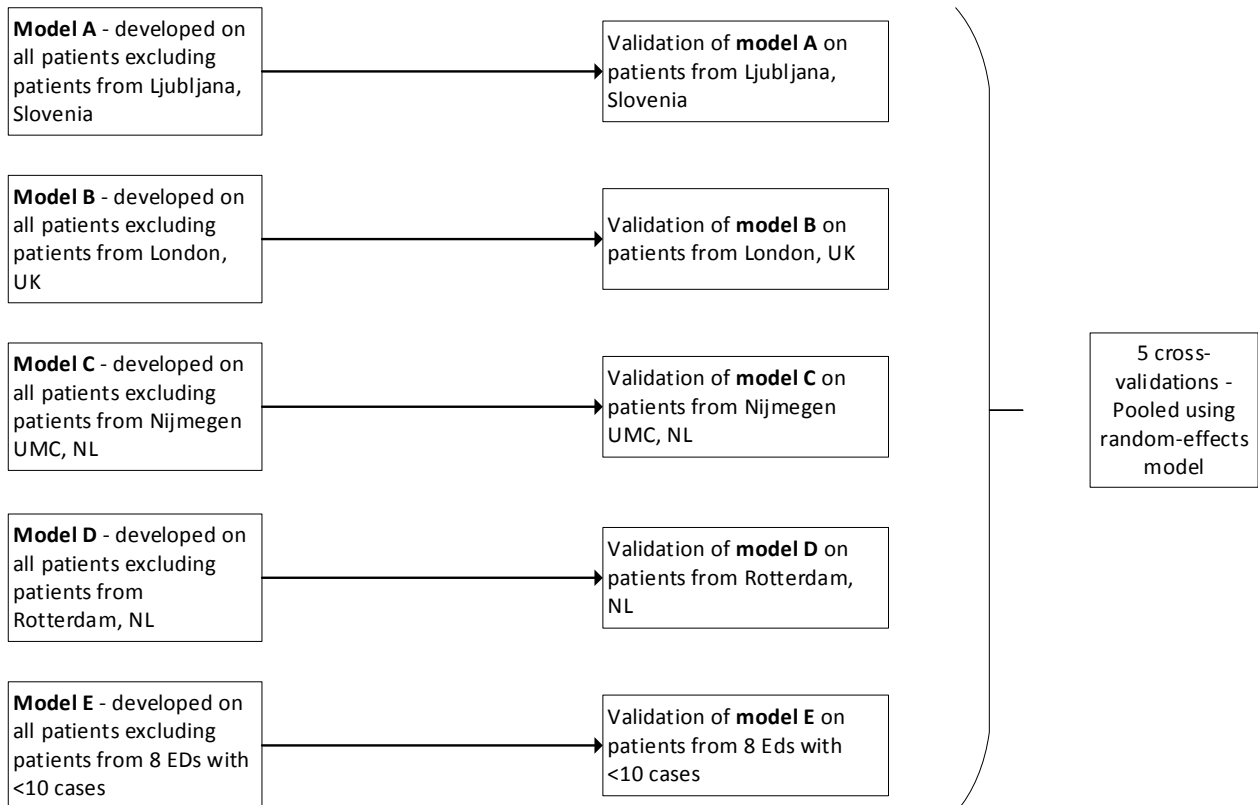 Model A - developed on
all patients excluding
patients from Ljubljana,
Slovenia
Validation of model A on
patients from Ljubljana,
Slovenia
Model B - developed on
all patients excluding
patients from London,
UK
Validation of model B on
patients from London, UK
Model C - developed on
all patients excluding
patients from Nijmegen
UMC, NL
Validation of model C on
patients from Nijmegen
UMC, NL
Model D - developed on
all patients excluding
patients from
Rotterdam, NL
Validation of model D on
patients from Rotterdam,
NL
Model E - developed on
all patients excluding
patients from 8 EDs with
<10 cases
Validation of model E on
patients from 8 Eds with
<10 cases
5 cross-
validations -
Pooled using
random-effects
model